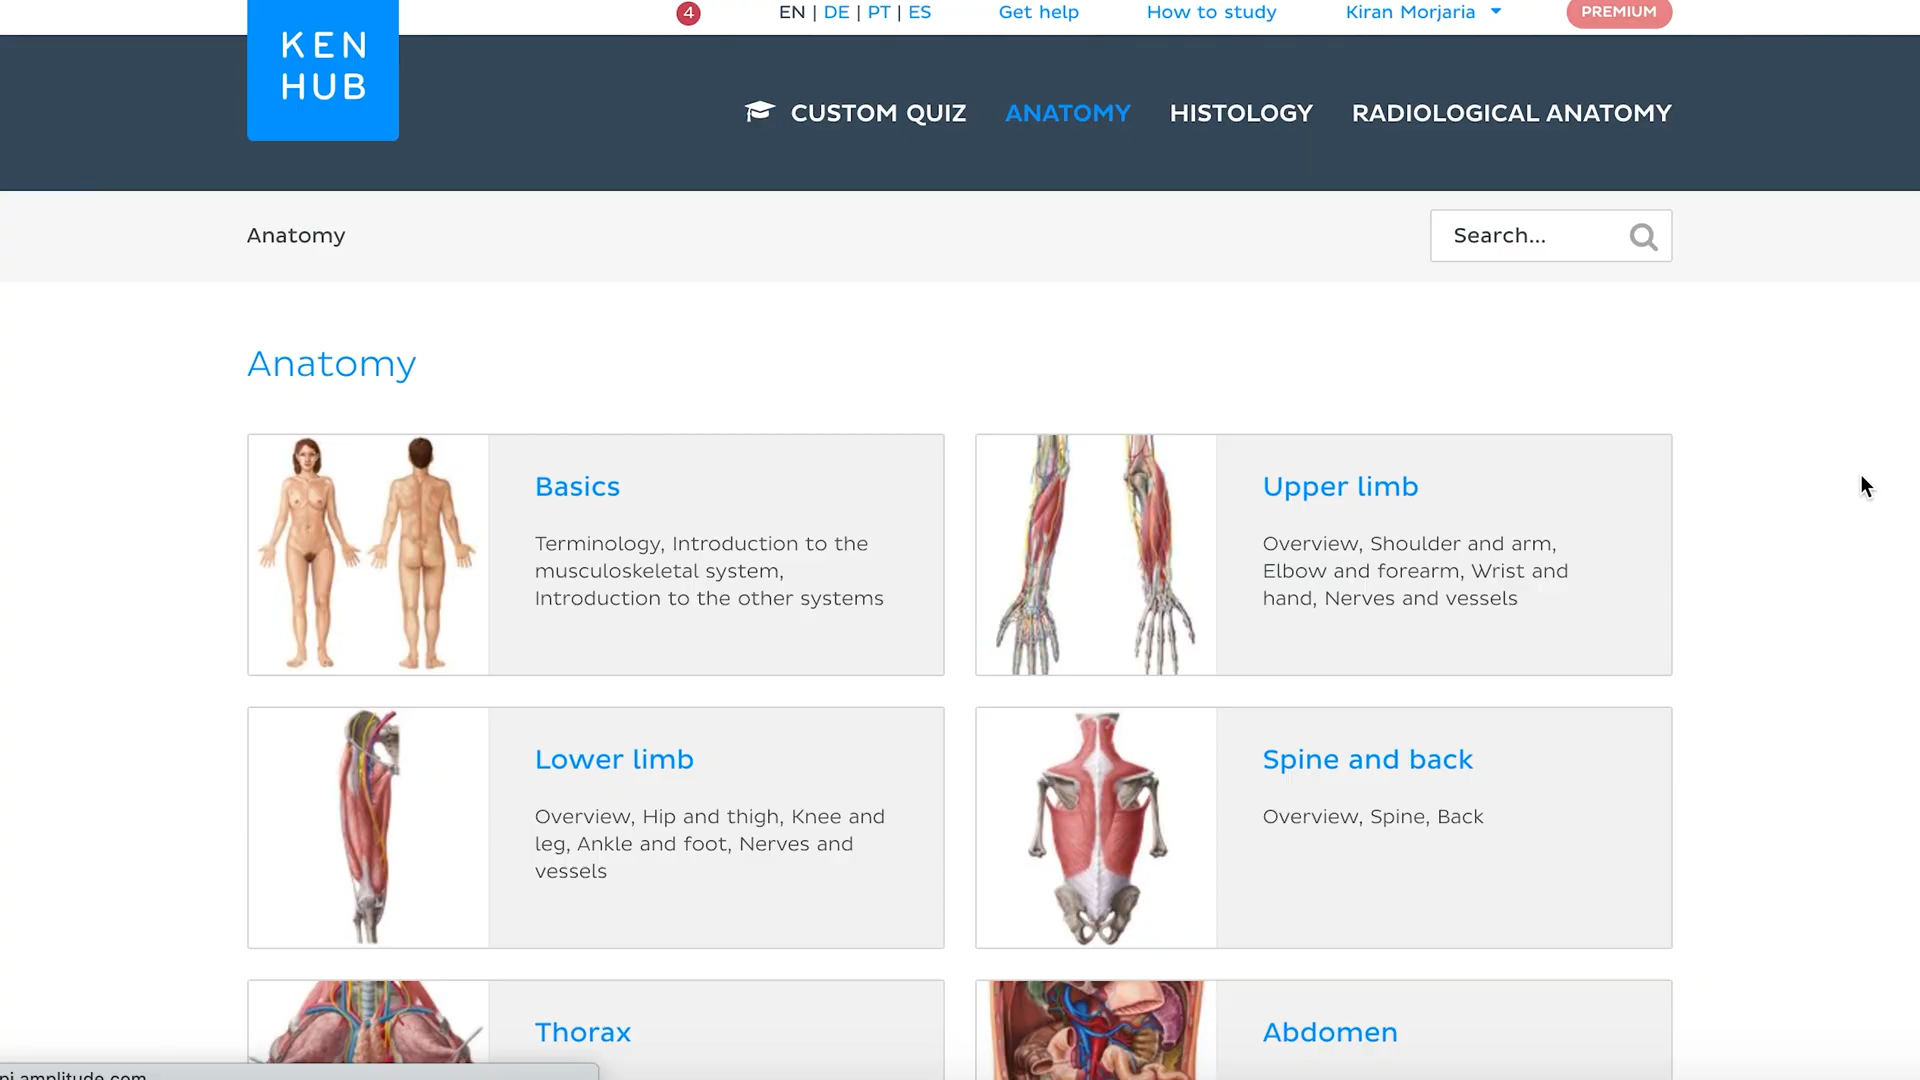 KEN
HUB
4
EN | DE | PT | ES
Get help
How to study
Kiran Morjaria
PREMIUM
CUSTOM QUIZ
ANATOMY
HISTOLOGY
RADIOLOGICAL ANATOMY
Anatomy
Search...
Anatomy
Basics
Terminology, Introduction to the
musculoskeletal system,
Introduction to the other systems
Upper limb
Overview, Shoulder and arm,
Elbow and forearm, Wrist and
hand, Nerves and vessels
Lower limb
Overview, Hip and thigh, Knee and
leg, Ankle and foot, Nerves and
vessels
Spine and back
Overview, Spine, Back
Thorax
Abdomen
pi.amplitude.com